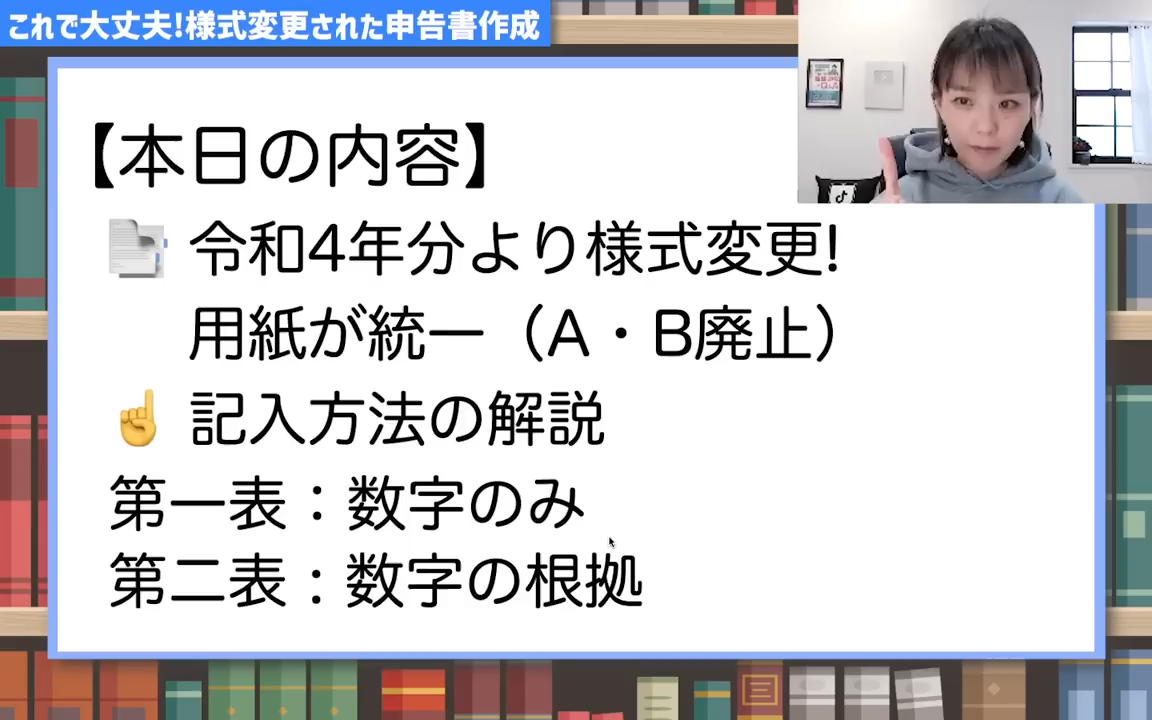 これで大丈夫!様式変更された申告書作成
【本日の内容】
令和4年分より様式変更!
用紙が統一（A・B廃止）
記入方法の解説
第一表：数字のみ
第二表：数字の根拠